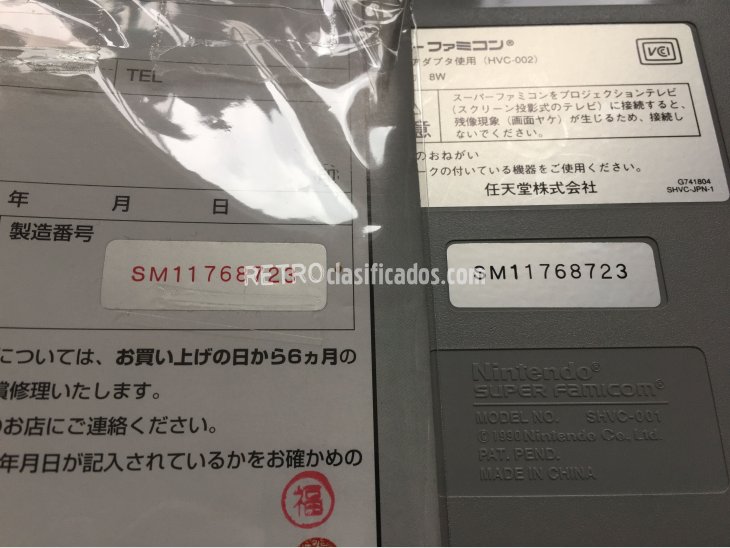 TEL
年 月 日
製造番号
SM11768723
については、お買い上げの日から6ヵ月の
償修理いたします。
のお店にご連絡ください。
年月日が記入されているかをお確かめの
福
ーファミコン®
アダプタ使用(HVC-002)
8W
VCCI
意
スーパーファミコンをプロジェクションテレビ
(スクリーン投影式のテレビ)に接続すると、
残像現象(画面ヤケ)が生じるため、接続し
ないでください。
のおねがい
ークの付いている機器をご使用ください。
任天堂株式会社
G741804
SHVC-JPN-1
SM11768723
Nintendo®
SUPER FAMICOM®
MODEL NO. SHVC-001
© 1990 Nintendo Co., Ltd.
PAT. PEND.
MADE IN CHINA
RETROclasificados.com